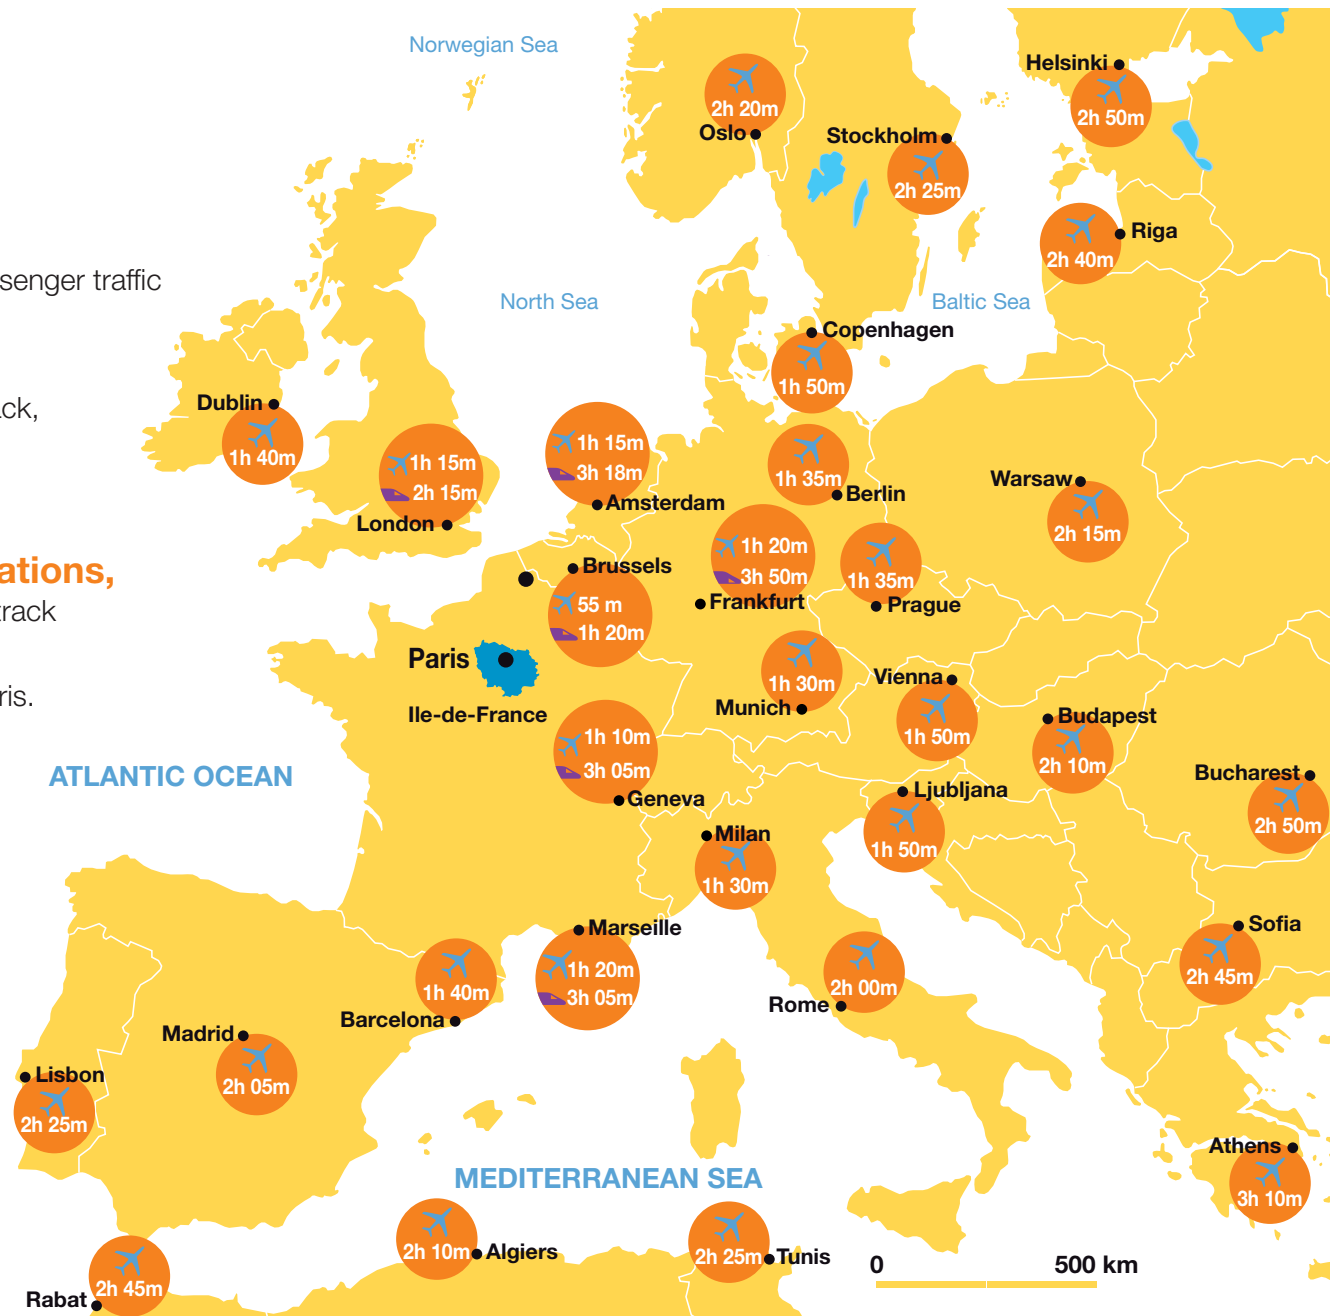 Norwegian Sea
Helsinki
2h 50m
2h 20m
Oslo
Stockholm
2h 25m
Riga
2h 40m
senger traffic
North Sea
Baltic Sea
Copenhagen
1h 50m
ck,
Dublin
1h 40m
1h 15m
2h 15m
London
1h 15m
3h 18m
Amsterdam
1h 35m
Berlin
Warsaw
2h 15m
ations,
rack
ris.
Brussels
55 m
1h 20m
1h 20m
3h 50m
Frankfurt
1h 35m
Prague
Paris
Ile-de-France
1h 30m
Munich
Vienna
1h 50m
Budapest
2h 10m
Bucharest
2h 50m
ATLANTIC OCEAN
1h 10m
3h 05m
Geneva
Ljubljana
1h 50m
Milan
1h 30m
Marseille
1h 20m
3h 05m
Sofia
2h 45m
1h 40m
Barcelona
2h 00m
Rome
Madrid
2h 05m
Lisbon
2h 25m
Athens
3h 10m
MEDITERRANEAN SEA
2h 10m
Algiers
2h 25m
Tunis
0
500 km
2h 45m
Rabat